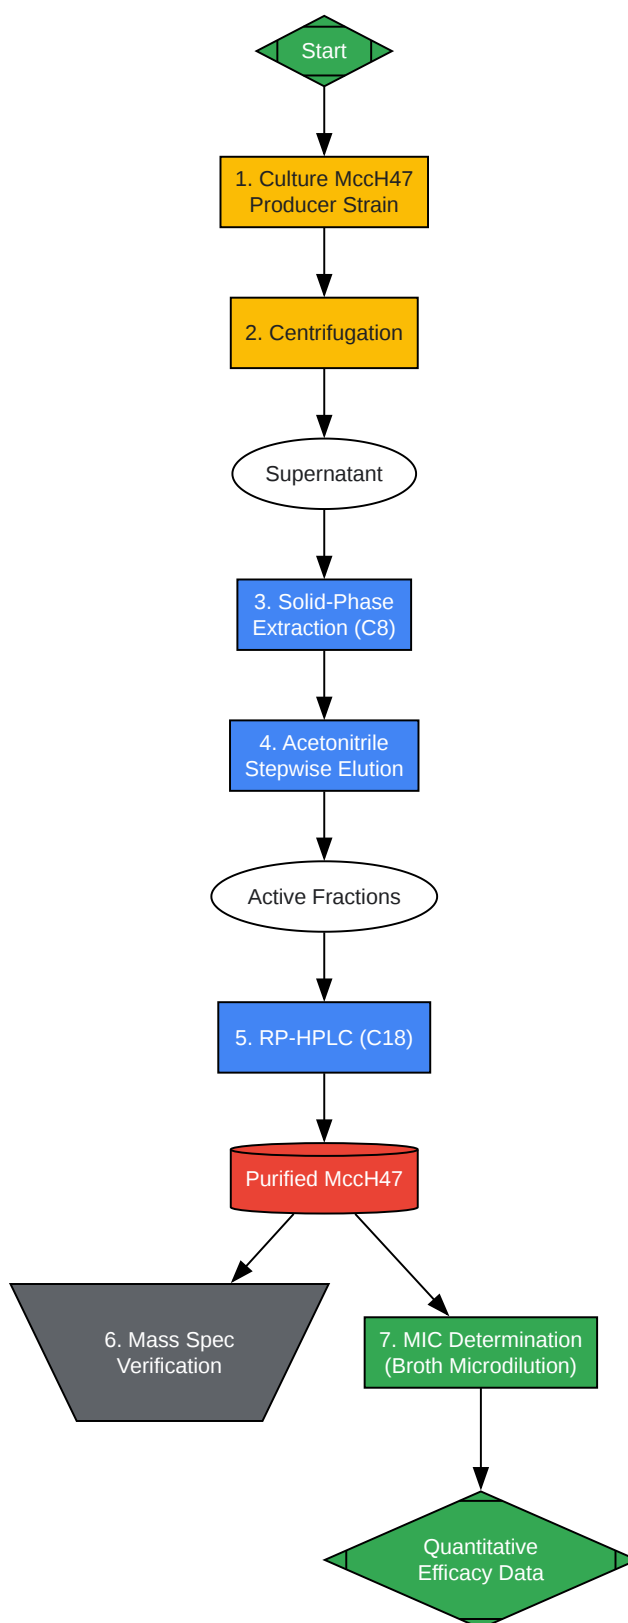 Start
1. Culture MccH47
Producer Strain
2. Centrifugation
Supernatant
3. Solid-Phase
Extraction (C8)
4. Acetonitrile
Stepwise Elution
Active Fractions
5. RP-HPLC (C18)
Purified MccH47
6. Mass Spec
Verification
7. MIC Determination
(Broth Microdilution)
Quantitative
Efficacy Data